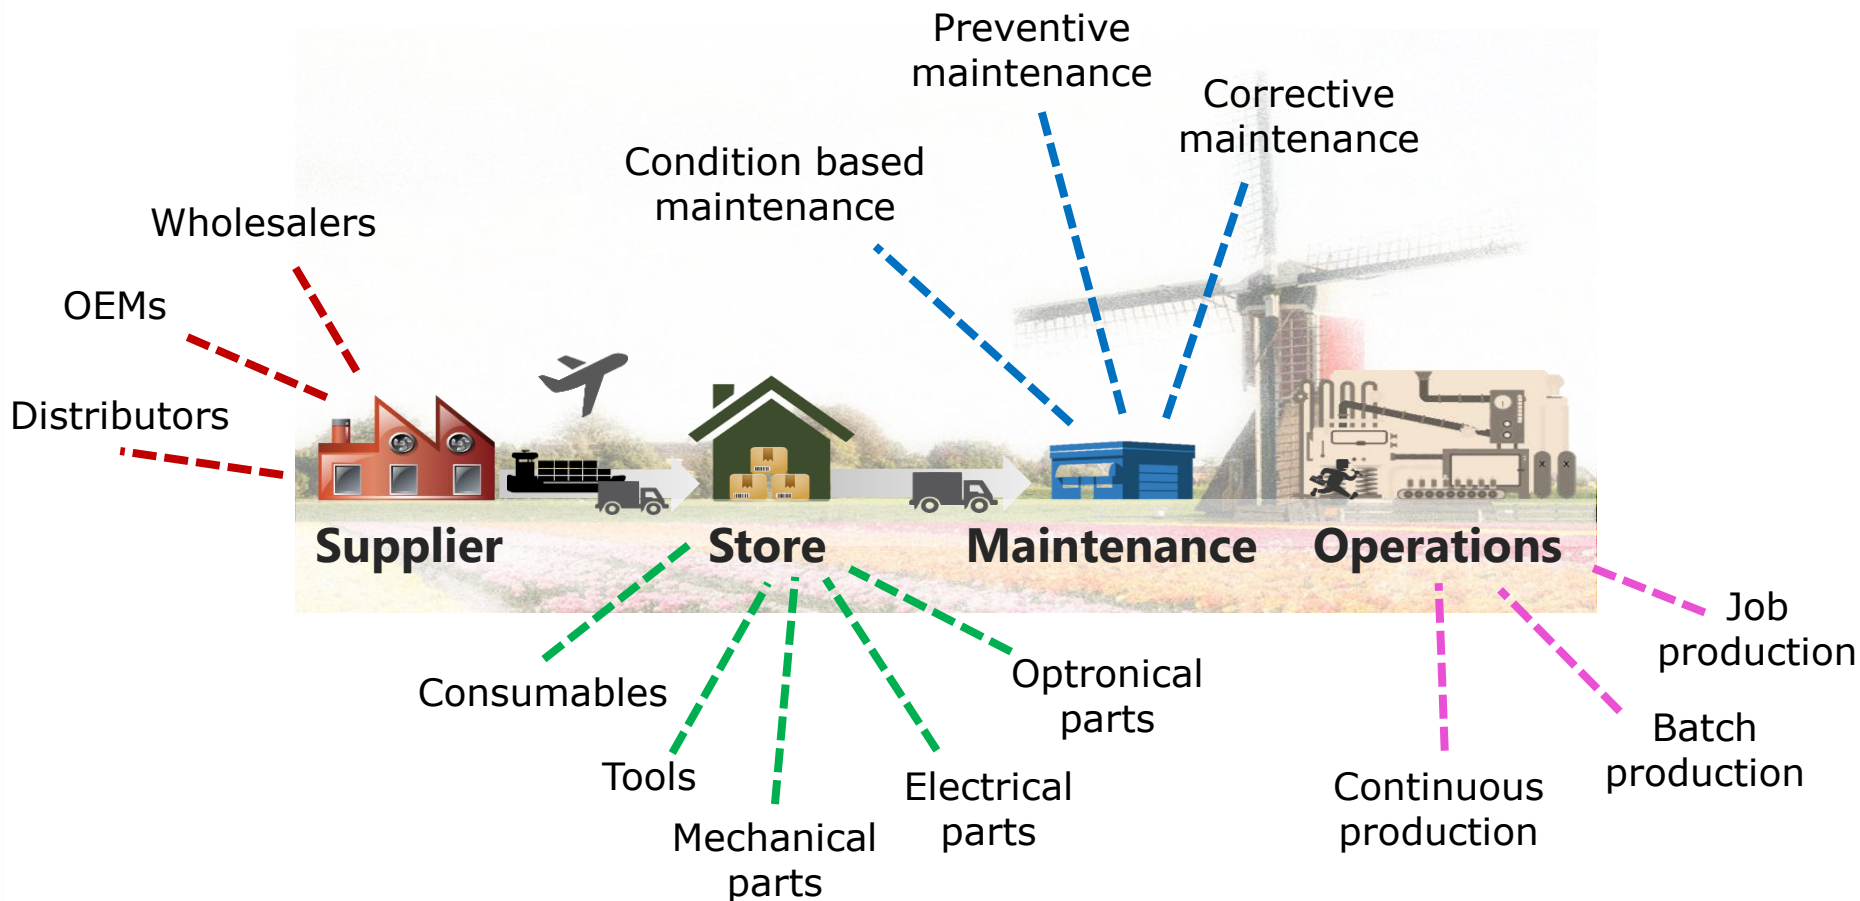 Preventive
maintenance
Corrective
maintenance
Condition based
maintenance
Wholesalers
OEMs
Distributors
Supplier
Store
Maintenance
Operations
Job
production
Optronical
parts
Consumables
Batch
production
Tools
Electrical
parts
Continuous
production
Mechanical
parts